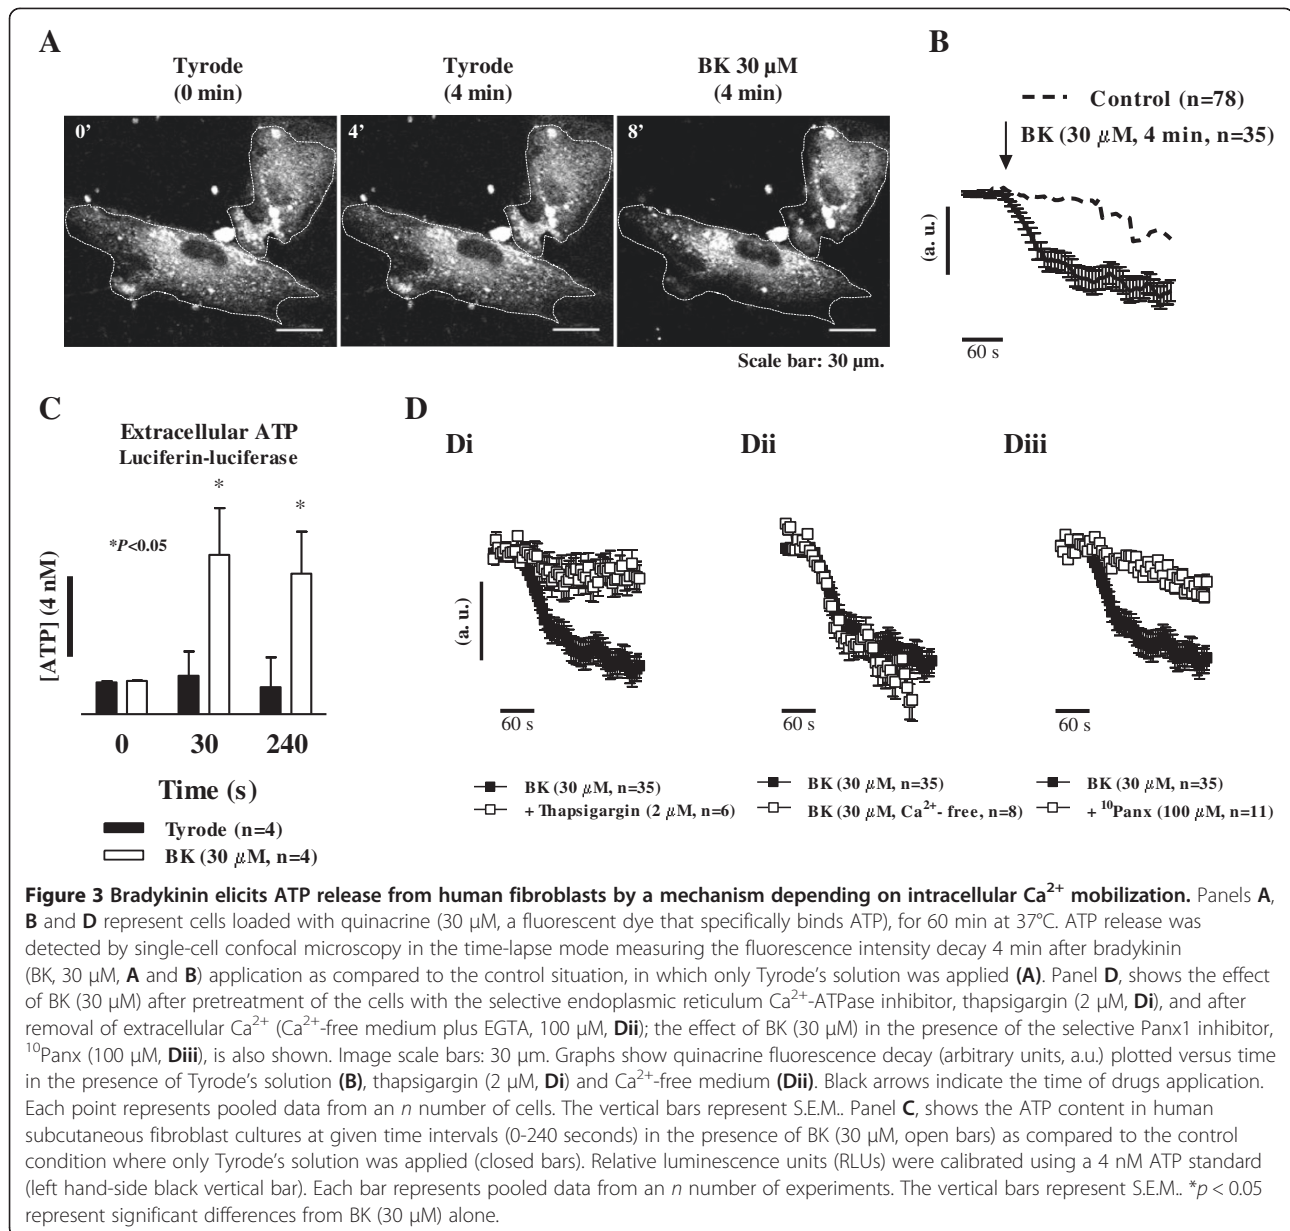 A
Tyrode
(0 min)
Tyrode
(4 min)
BK 30 µM
(4 min)
0’
4’
8’
Scale bar: 30 µm.
B
Control (n=78)
BK (30 µM, 4 min, n=35)
(a. u.)
60 s
C
Extracellular ATP
Luciferin-luciferase
*P<0.05
*
*
[ATP] (4 nM)
0
30
240
Time (s)
Tyrode (n=4)
BK (30 µM, n=4)
D
Di
Dii
Diii
(a. u.)
60 s
60 s
60 s
BK (30 µM, n=35)
+ Thapsigargin (2 µM, n=6)
BK (30 µM, n=35)
BK (30 µM, Ca²⁺- free, n=8)
BK (30 µM, n=35)
+ ¹⁰Panx (100 µM, n=11)
Figure 3 Bradykinin elicits ATP release from human fibroblasts by a mechanism depending on intracellular Ca²⁺ mobilization. Panels A,
B and D represent cells loaded with quinacrine (30 µM, a fluorescent dye that specifically binds ATP), for 60 min at 37°C. ATP release was
detected by single-cell confocal microscopy in the time-lapse mode measuring the fluorescence intensity decay 4 min after bradykinin
(BK, 30 µM, A and B) application as compared to the control situation, in which only Tyrode’s solution was applied (A). Panel D, shows the effect
of BK (30 µM) after pretreatment of the cells with the selective endoplasmic reticulum Ca²⁺-ATPase inhibitor, thapsigargin (2 µM, Di), and after
removal of extracellular Ca²⁺ (Ca²⁺-free medium plus EGTA, 100 µM, Dii); the effect of BK (30 µM) in the presence of the selective Panx1 inhibitor,
¹⁰Panx (100 µM, Diii), is also shown. Image scale bars: 30 µm. Graphs show quinacrine fluorescence decay (arbitrary units, a.u.) plotted versus time
in the presence of Tyrode’s solution (B), thapsigargin (2 µM, Di) and Ca²⁺-free medium (Dii). Black arrows indicate the time of drugs application.
Each point represents pooled data from an n number of cells. The vertical bars represent S.E.M.. Panel C, shows the ATP content in human
subcutaneous fibroblast cultures at given time intervals (0-240 seconds) in the presence of BK (30 µM, open bars) as compared to the control
condition where only Tyrode’s solution was applied (closed bars). Relative luminescence units (RLUs) were calibrated using a 4 nM ATP standard
(left hand-side black vertical bar). Each bar represents pooled data from an n number of experiments. The vertical bars represent S.E.M.. *p < 0.05
represent significant differences from BK (30 µM) alone.